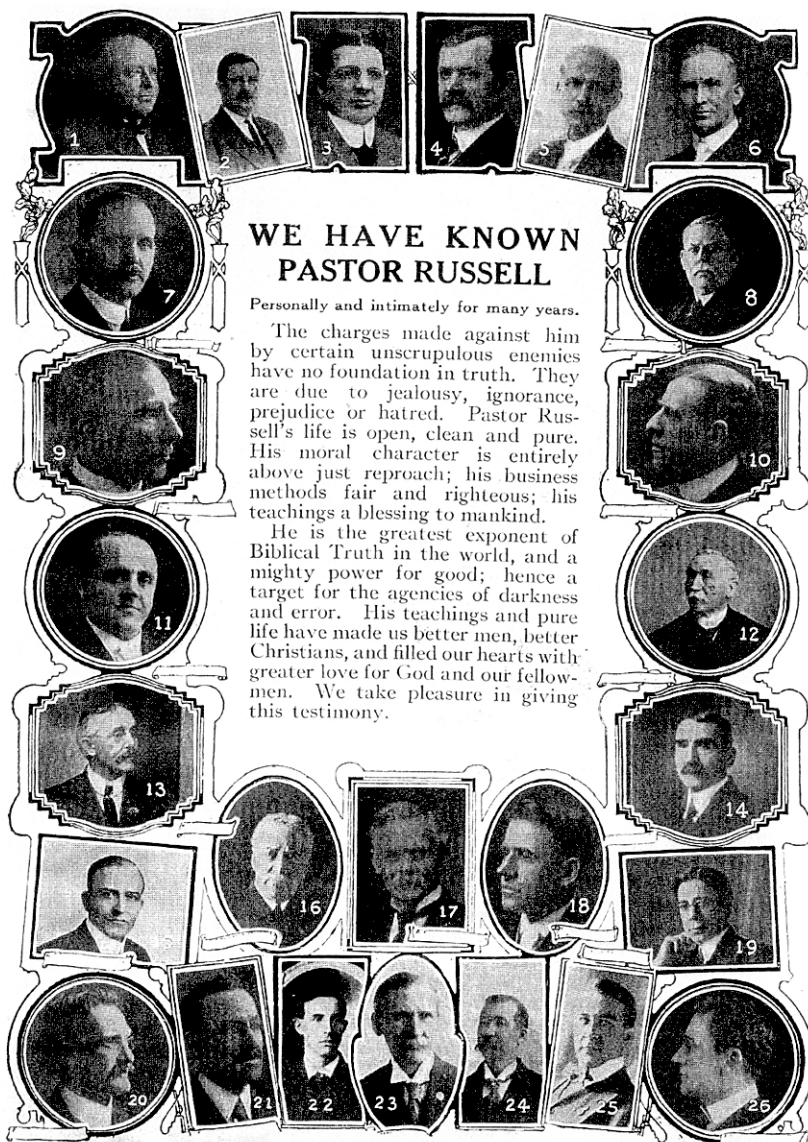 1
2
3
4
5
6
WE HAVE KNOWN
PASTOR RUSSELL
Personally and intimately for many years.
The charges made against him
by certain unscrupulous enemies
have no foundation in truth. They
are due to jealousy, ignorance,
prejudice or hatred. Pastor Rus-
sell's life is open, clean and pure.
His moral character is entirely
above just reproach; his business
methods fair and righteous; his
teachings a blessing to mankind.
He is the greatest exponent of
Biblical Truth in the world, and a
mighty power for good; hence a
target for the agencies of darkness
and error. His teachings and pure
life have made us better men, better
Christians, and filled our hearts with
greater love for God and our fellow-
men. We take pleasure in giving
this testimony.
7
8
9
10
11
12
13
14
16
17
18
19
20
21
22
23
24
25
26